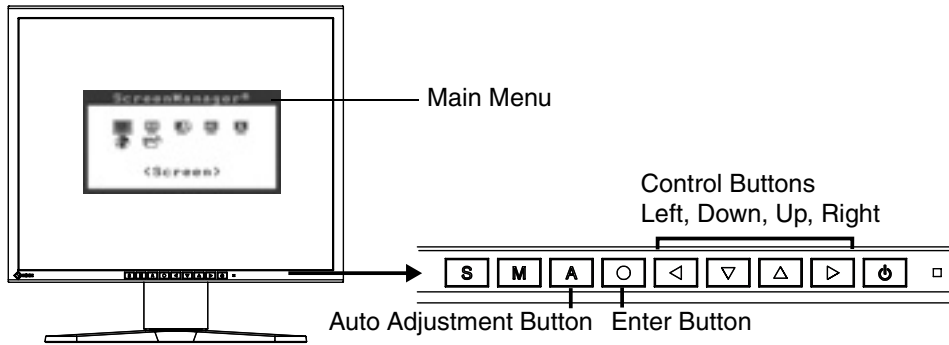 ScreenManager®
<Screen>
Main Menu
Control Buttons
Left, Down, Up, Right
S M A
Auto Adjustment Button Enter Button